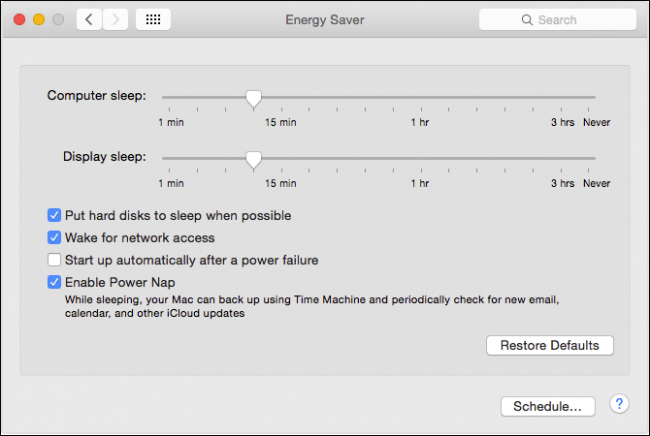 Energy Saver
Search
Computer sleep:
1 min 15 min 1 hr 3 hrs Never
Display sleep:
1 min 15 min 1 hr 3 hrs Never
Put hard disks to sleep when possible
Wake for network access
Start up automatically after a power failure
Enable Power Nap
While sleeping, your Mac can back up using Time Machine and periodically check for new email,
calendar, and other iCloud updates
Restore Defaults
Schedule... ?